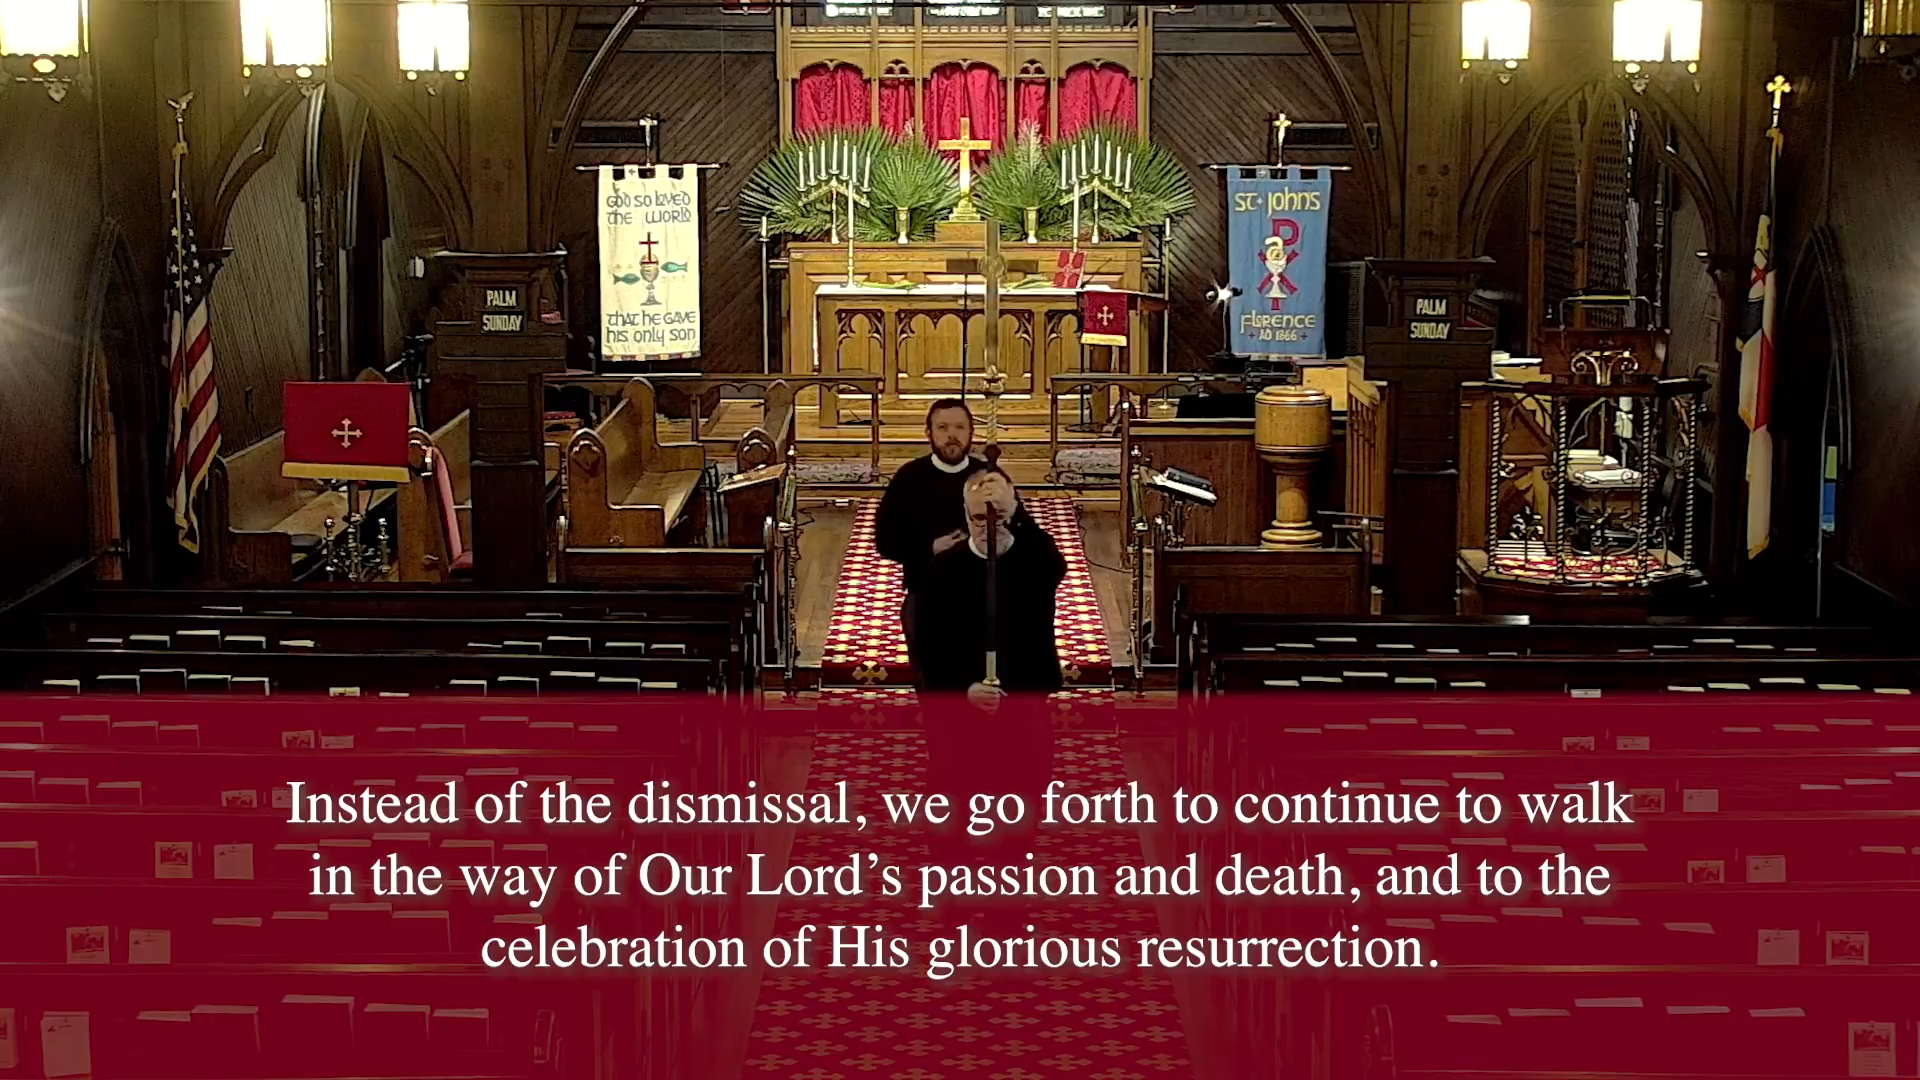 GOD SO LOVED
the WORLD
that he GAVE
his only son
PALM
SUNDAY
St. Johns
FLORENCE
AD 1866
PALM
SUNDAY
Instead of the dismissal, we go forth to continue to walk
in the way of Our Lord’s passion and death, and to the
celebration of His glorious resurrection.